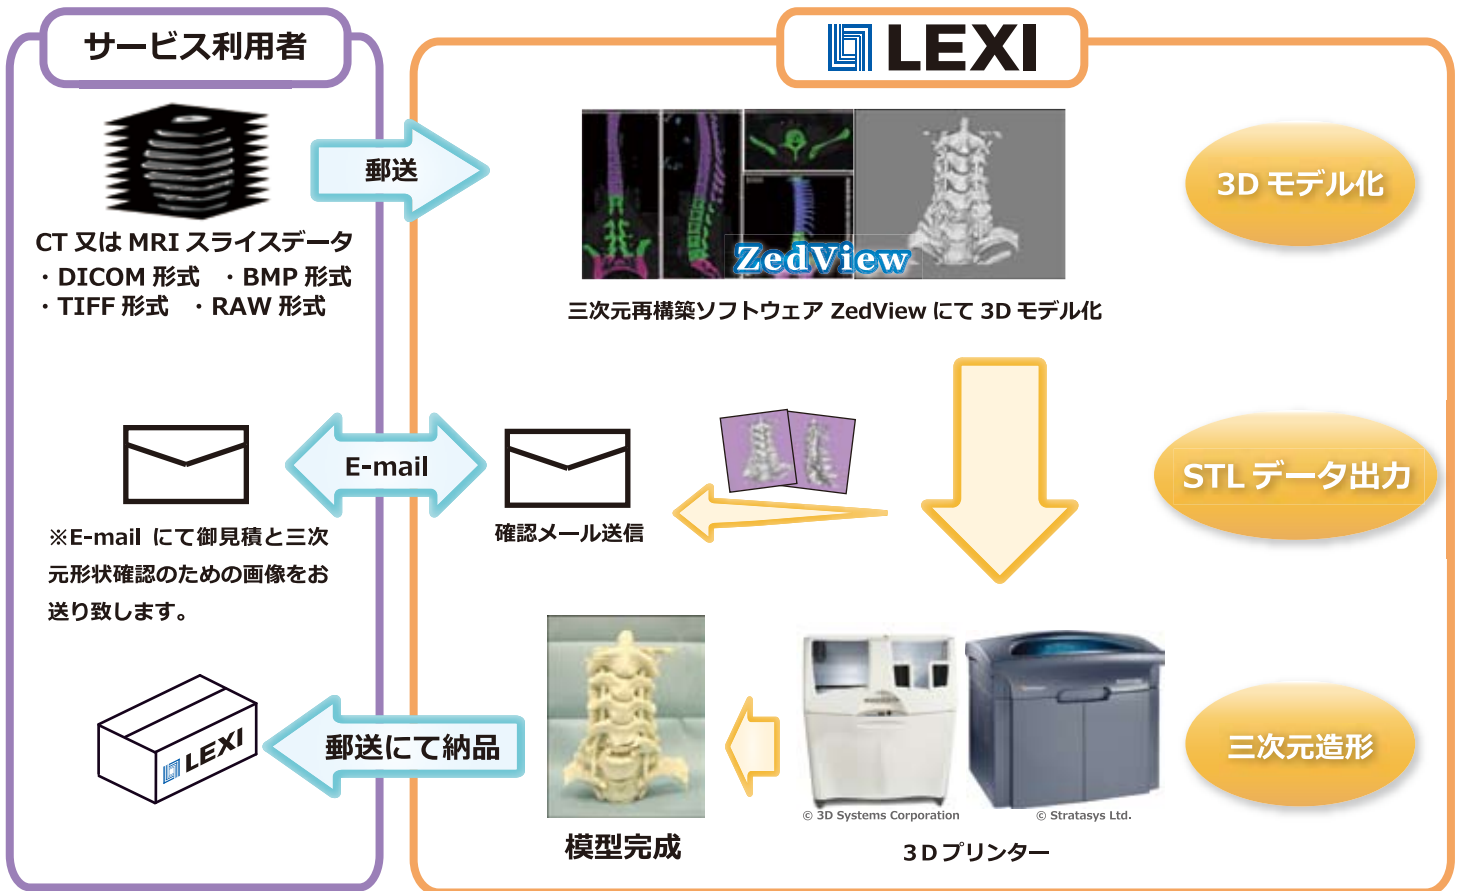 サービス利用者
LEXI
郵送
CT 又は MRI スライスデータ
・DICOM 形式 ・BMP 形式
・TIFF 形式 ・RAW 形式
ZedView
三次元再構築ソフトウェア ZedView にて 3D モデル化
3D モデル化
E-mail
確認メール送信
STL データ出力
※E-mail にて御見積と三次
元形状確認のための画像をお
送り致します。
LEXI
郵送にて納品
模型完成
© 3D Systems Corporation
© Stratasys Ltd.
3Dプリンター
三次元造形